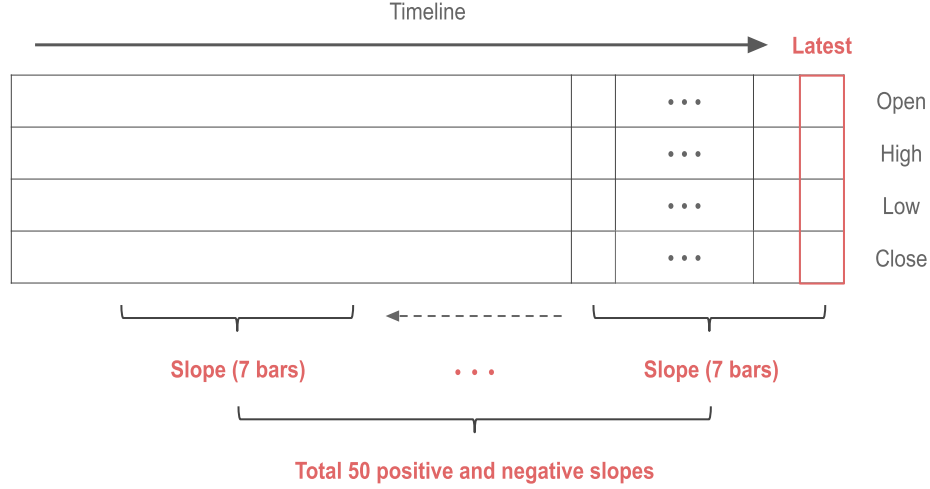 Timeline
Latest
• • • Open
• • • High
• • • Low
• • • Close
Slope (7 bars) • • • Slope (7 bars)
Total 50 positive and negative slopes